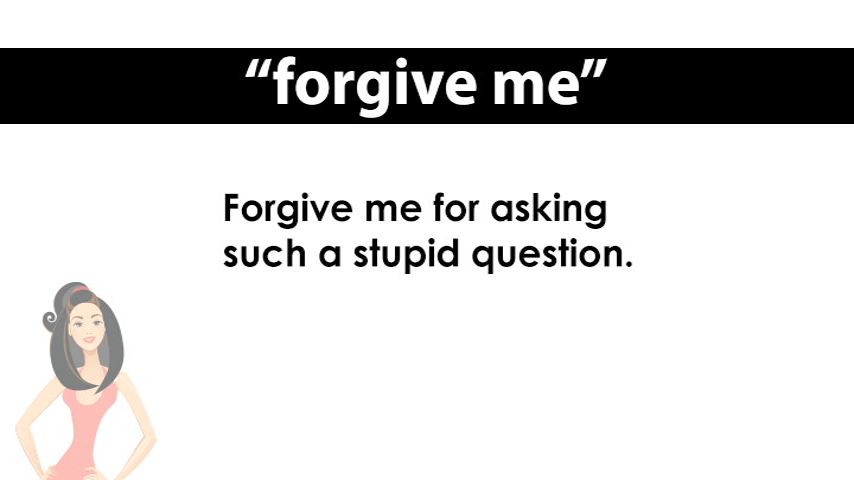 “forgive me”
Forgive me for asking
such a stupid question.